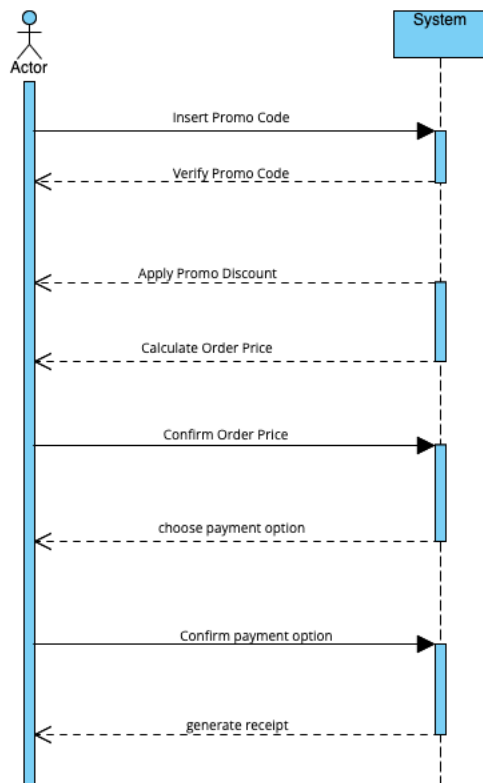 System
Actor
Insert Promo Code
Verify Promo Code
Apply Promo Discount
Calculate Order Price
Confirm Order Price
choose payment option
Confirm payment option
generate receipt